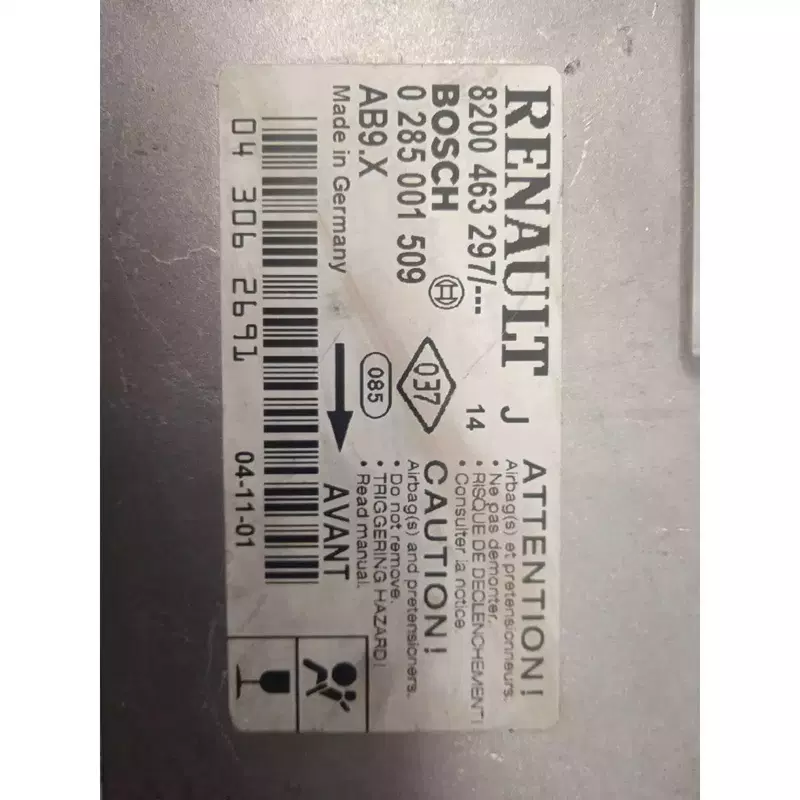 RENAULT J
8200 463 297/--- 14
BOSCH
0 285 001 509
037
AB9.X
085
Made in Germany
AVANT
04 306 2691
04-11-01
ATTENTION!
Airbag(s) et pretensionneurs.
• Ne pas demonter.
• RISQUE DE DECLENCHEMENT!
• Consulter la notice.
CAUTION!
Airbag(s) and pretensioners.
• Do not remove.
• TRIGGERING HAZARD!
• Read manual.